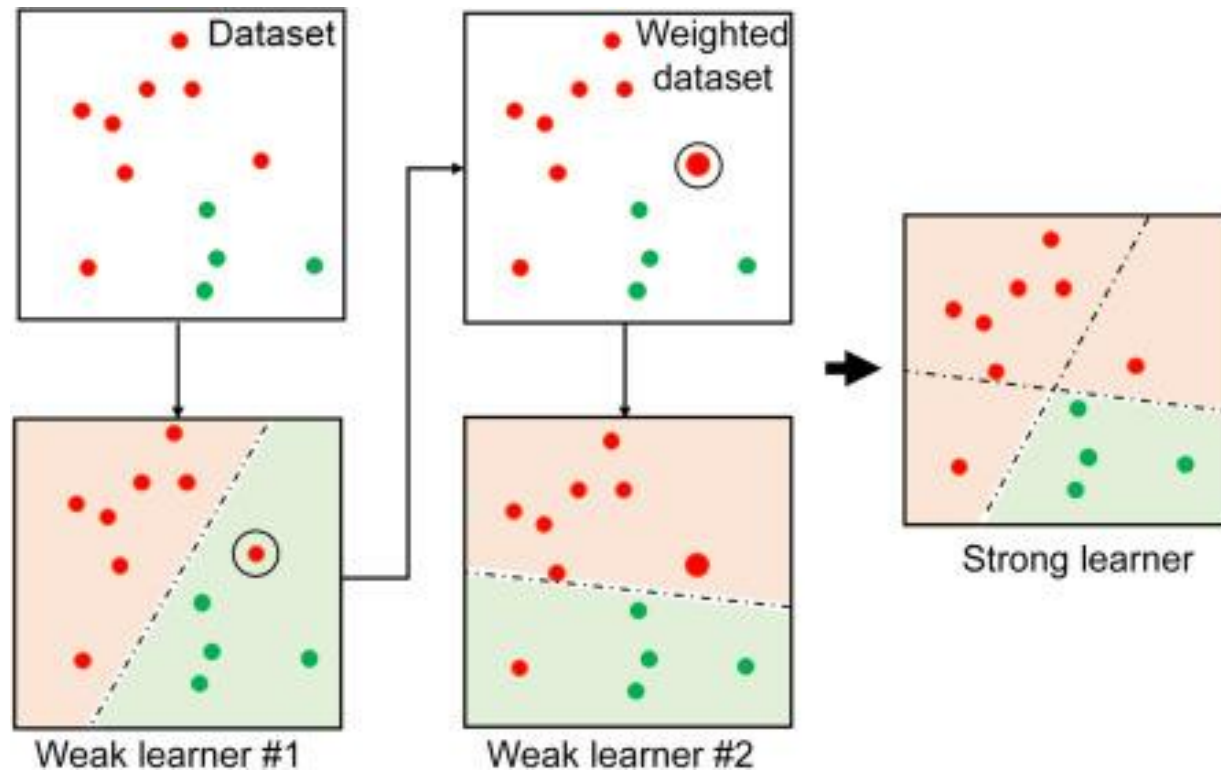 Dataset
Weighted
dataset
Weak learner #1
Weak learner #2
Strong learner